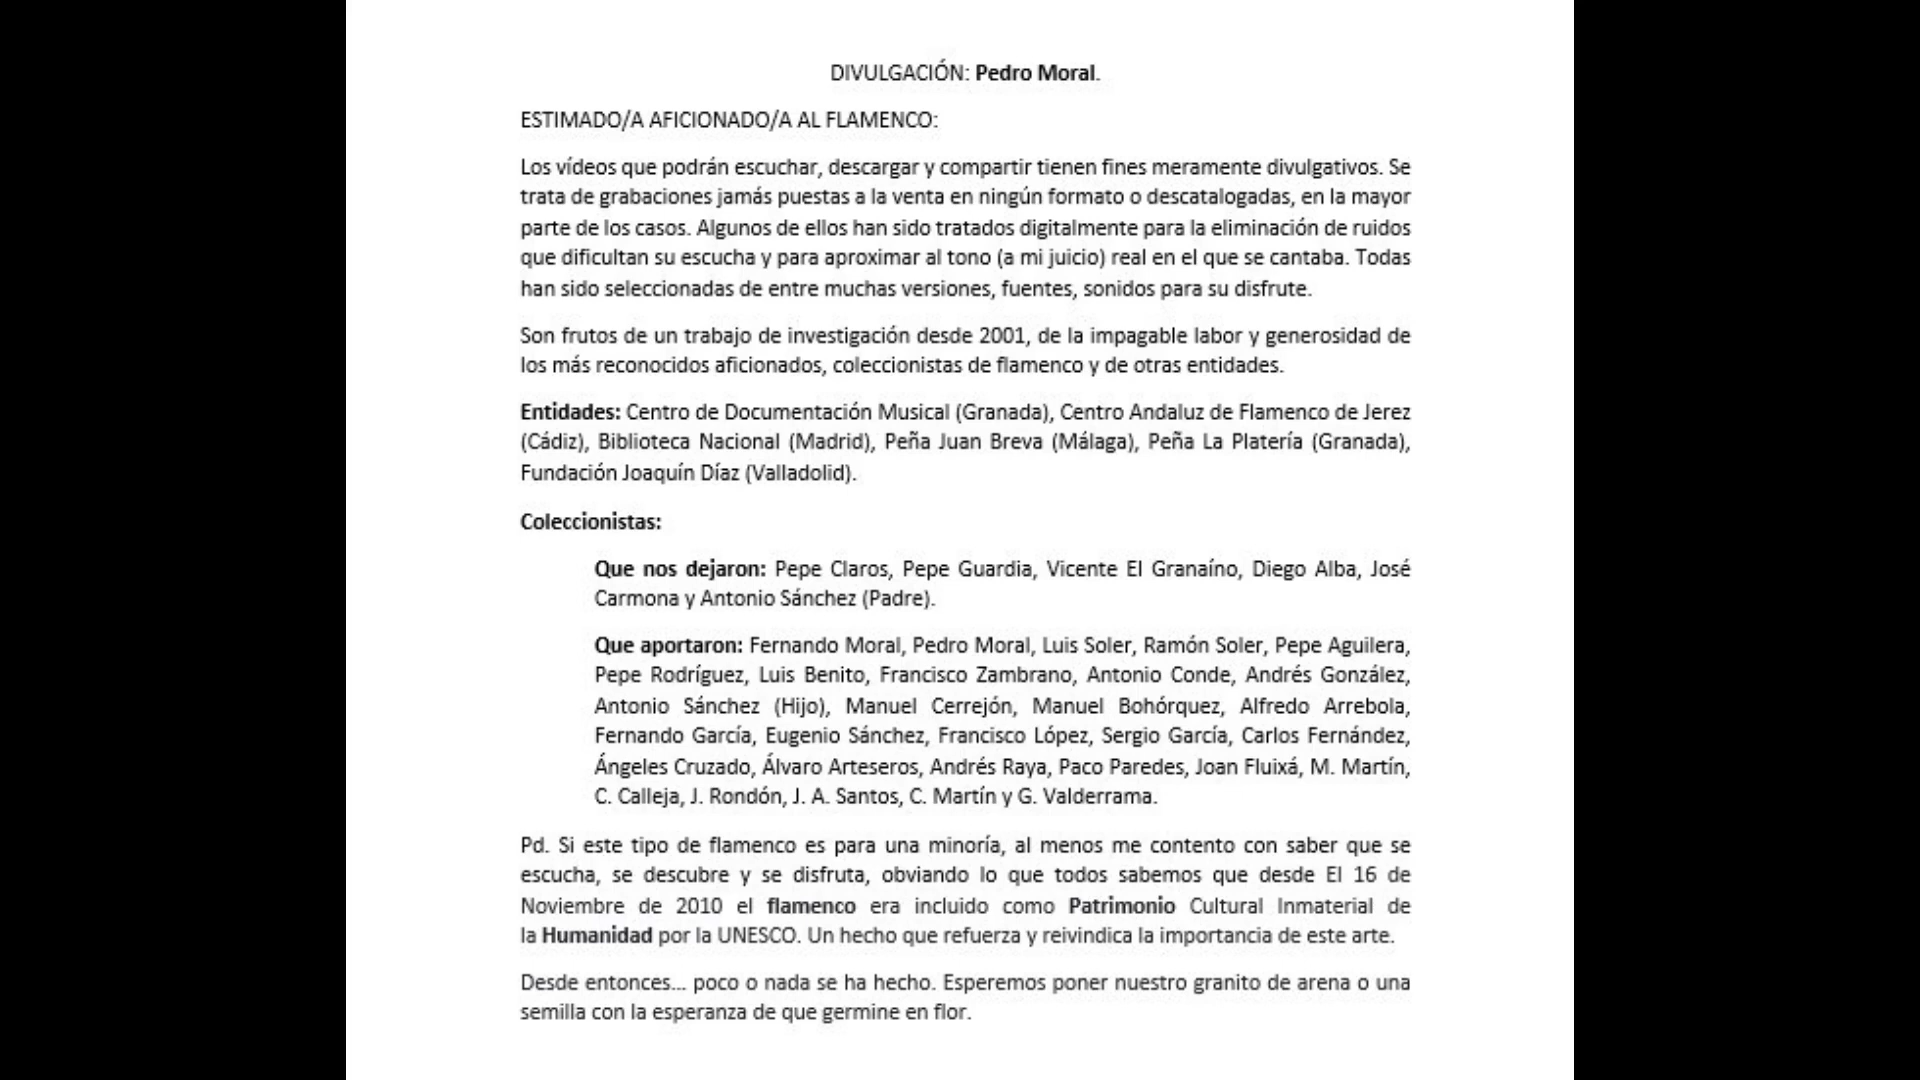 DIVULGACIÓN: Pedro Moral.
ESTIMADO/A AFICIONADO/A AL FLAMENCO:
Los vídeos que podrán escuchar, descargar y compartir tienen fines meramente divulgativos. Se
trata de grabaciones jamás puestas a la venta en ningún formato o descatalogadas, en la mayor
parte de los casos. Algunos de ellos han sido tratados digitalmente para la eliminación de ruidos
que dificultan su escucha y para aproximar al tono (a mi juicio) real en el que se cantaba. Todas
han sido seleccionadas de entre muchas versiones, fuentes, sonidos para su disfrute.
Son frutos de un trabajo de investigación desde 2001, de la impagable labor y generosidad de
los más reconocidos aficionados, coleccionistas de flamenco y de otras entidades.
Entidades: Centro de Documentación Musical (Granada), Centro Andaluz de Flamenco de Jerez
(Cádiz), Biblioteca Nacional (Madrid), Peña Juan Breva (Málaga), Peña La Platería (Granada),
Fundación Joaquín Díaz (Valladolid).
Coleccionistas:
Que nos dejaron: Pepe Claros, Pepe Guardia, Vicente El Granaíno, Diego Alba, José
Carmona y Antonio Sánchez (Padre).
Que aportaron: Fernando Moral, Pedro Moral, Luis Soler, Ramón Soler, Pepe Aguilera,
Pepe Rodríguez, Luis Benito, Francisco Zambrano, Antonio Conde, Andrés González,
Antonio Sánchez (Hijo), Manuel Cerrejón, Manuel Bohórquez, Alfredo Arrebola,
Fernando García, Eugenio Sánchez, Francisco López, Sergio García, Carlos Fernández,
Ángeles Cruzado, Álvaro Arteseros, Andrés Raya, Paco Paredes, Joan Fluixá, M. Martín,
C. Calleja, J. Rondón, J. A. Santos, C. Martín y G. Valderrama.
Pd. Si este tipo de flamenco es para una minoría, al menos me contento con saber que se
escucha, se descubre y se disfruta, obviando lo que todos sabemos que desde El 16 de
Noviembre de 2010 el flamenco era incluido como Patrimonio Cultural Inmaterial de
la Humanidad por la UNESCO. Un hecho que refuerza y reivindica la importancia de este arte.
Desde entonces... poco o nada se ha hecho. Esperemos poner nuestro granito de arena o una
semilla con la esperanza de que germine en flor.